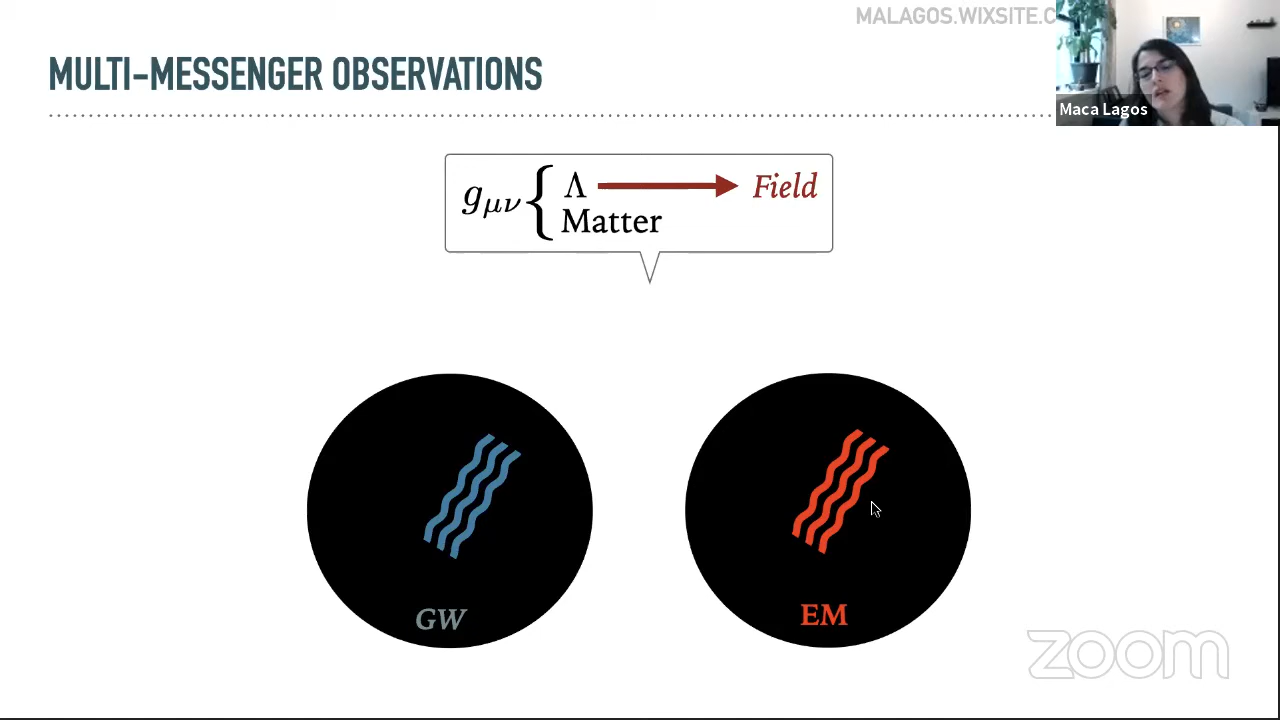 MALAGOS.WIXSITE.C
MULTI-MESSENGER OBSERVATIONS
Maca Lagos
gμν { Λ → Field
Matter
GW
EM
zoom